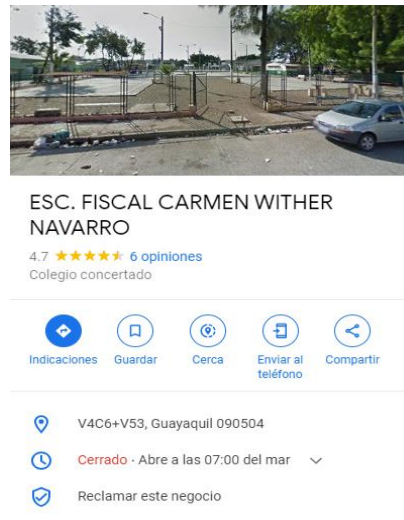 ESC. FISCAL CARMEN WITHER
NAVARRO
4.7 ★★★★⯨ 6 opiniones
Colegio concertado
Indicaciones
Guardar
Cerca
Enviar al
teléfono
Compartir
V4C6+V53, Guayaquil 090504
Cerrado · Abre a las 07:00 del mar
Reclamar este negocio